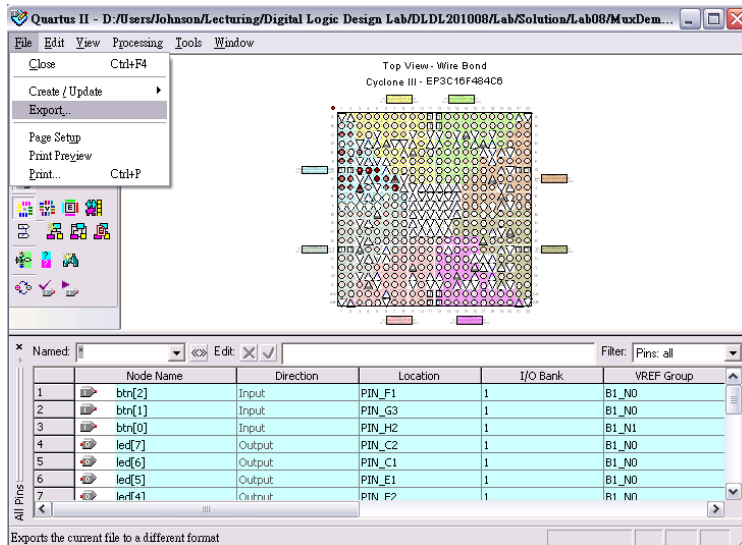 Quartus II - D:/Users/Johnson/Lecturing/Digital Logic Design Lab/DLDL201008/Lab/Solution/Lab08/MuxDem...
File Edit View Processing Tools Window
Close Ctrl+F4
Create / Update
Export...
Page Setup
Print Preview
Print... Ctrl+P
Top View - Wire Bond
Cyclone III - EP3C16F484C6
Named: * Edit: Filter: Pins: all
Node Name Direction Location I/O Bank VREF Group
1 btn[2] Input PIN_F1 1 B1_N0
2 btn[1] Input PIN_G3 1 B1_N0
3 btn[0] Input PIN_H2 1 B1_N1
4 led[7] Output PIN_C2 1 B1_N0
5 led[6] Output PIN_C1 1 B1_N0
6 led[5] Output PIN_E1 1 B1_N0
7 led[4] Output PIN_F2 1 B1_N0
All Pins
Exports the current file to a different format